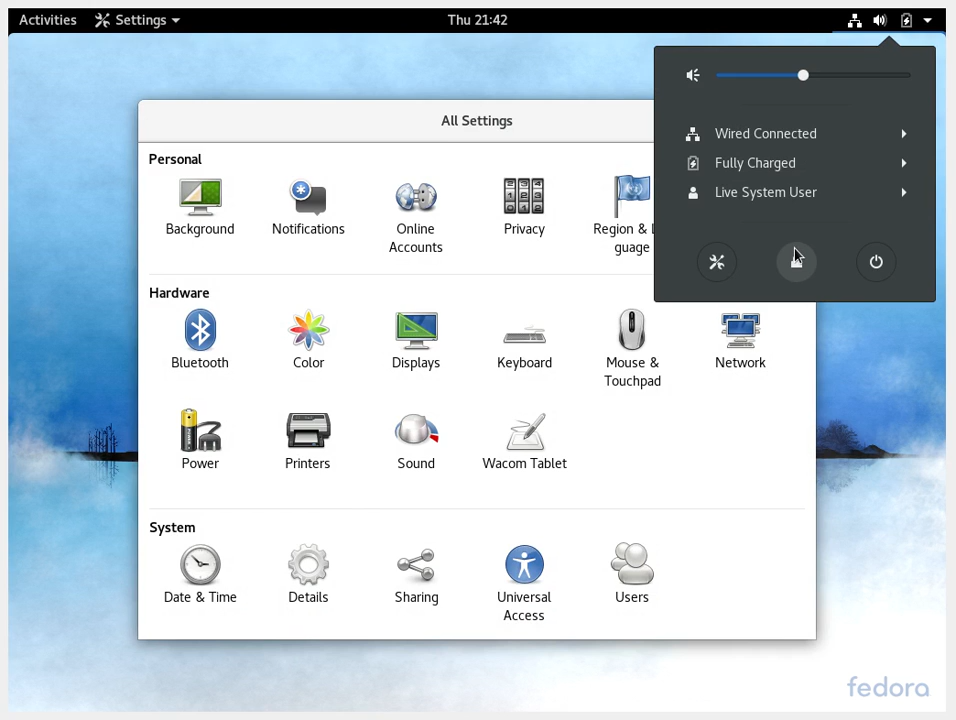 Activities Settings Thu 21:42
Wired Connected
Fully Charged
Live System User
All Settings
Personal
Background Notifications Online Privacy Region & L
Accounts guage
Hardware
Bluetooth Color Displays Keyboard Mouse & Network
Touchpad
Power Printers Sound Wacom Tablet
System
Date & Time Details Sharing Universal Users
Access
fedora